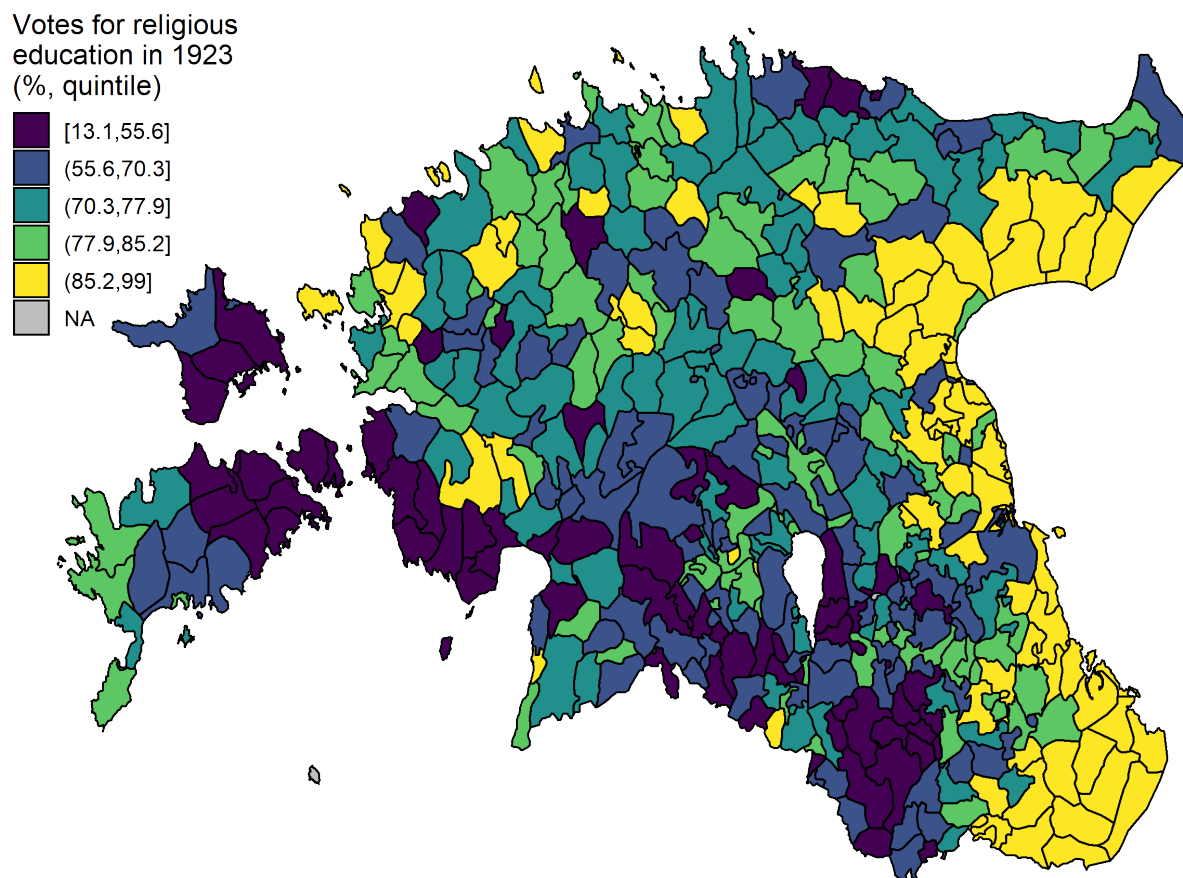 Votes for religious
education in 1923
(%, quintile)
[13.1,55.6]
(55.6,70.3]
(70.3,77.9]
(77.9,85.2]
(85.2,99]
NA